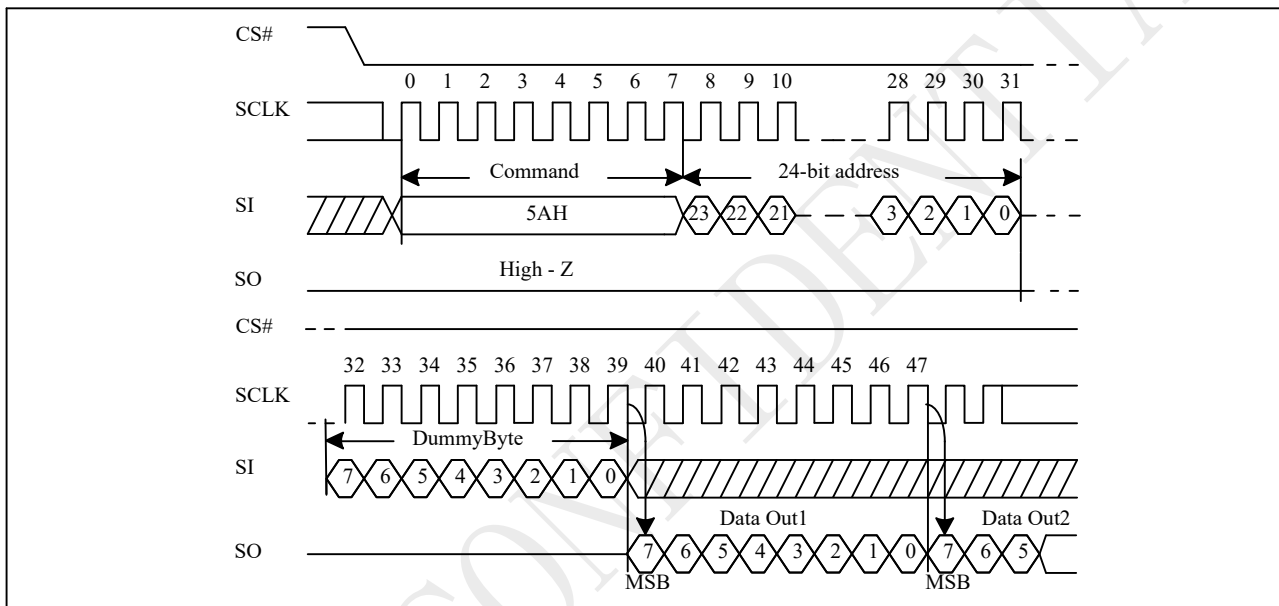 CS#
0 1 2 3 4 5 6 7 8 9 10 28 29 30 31
SCLK
Command 24-bit address
SI 5AH 23 22 21 3 2 1 0
High - Z
SO
CS#
32 33 34 35 36 37 38 39 40 41 42 43 44 45 46 47
SCLK
DummyByte
SI 7 6 5 4 3 2 1 0
Data Out1 Data Out2
SO 7 6 5 4 3 2 1 0 7 6 5
MSB MSB
CONFIDENTIA